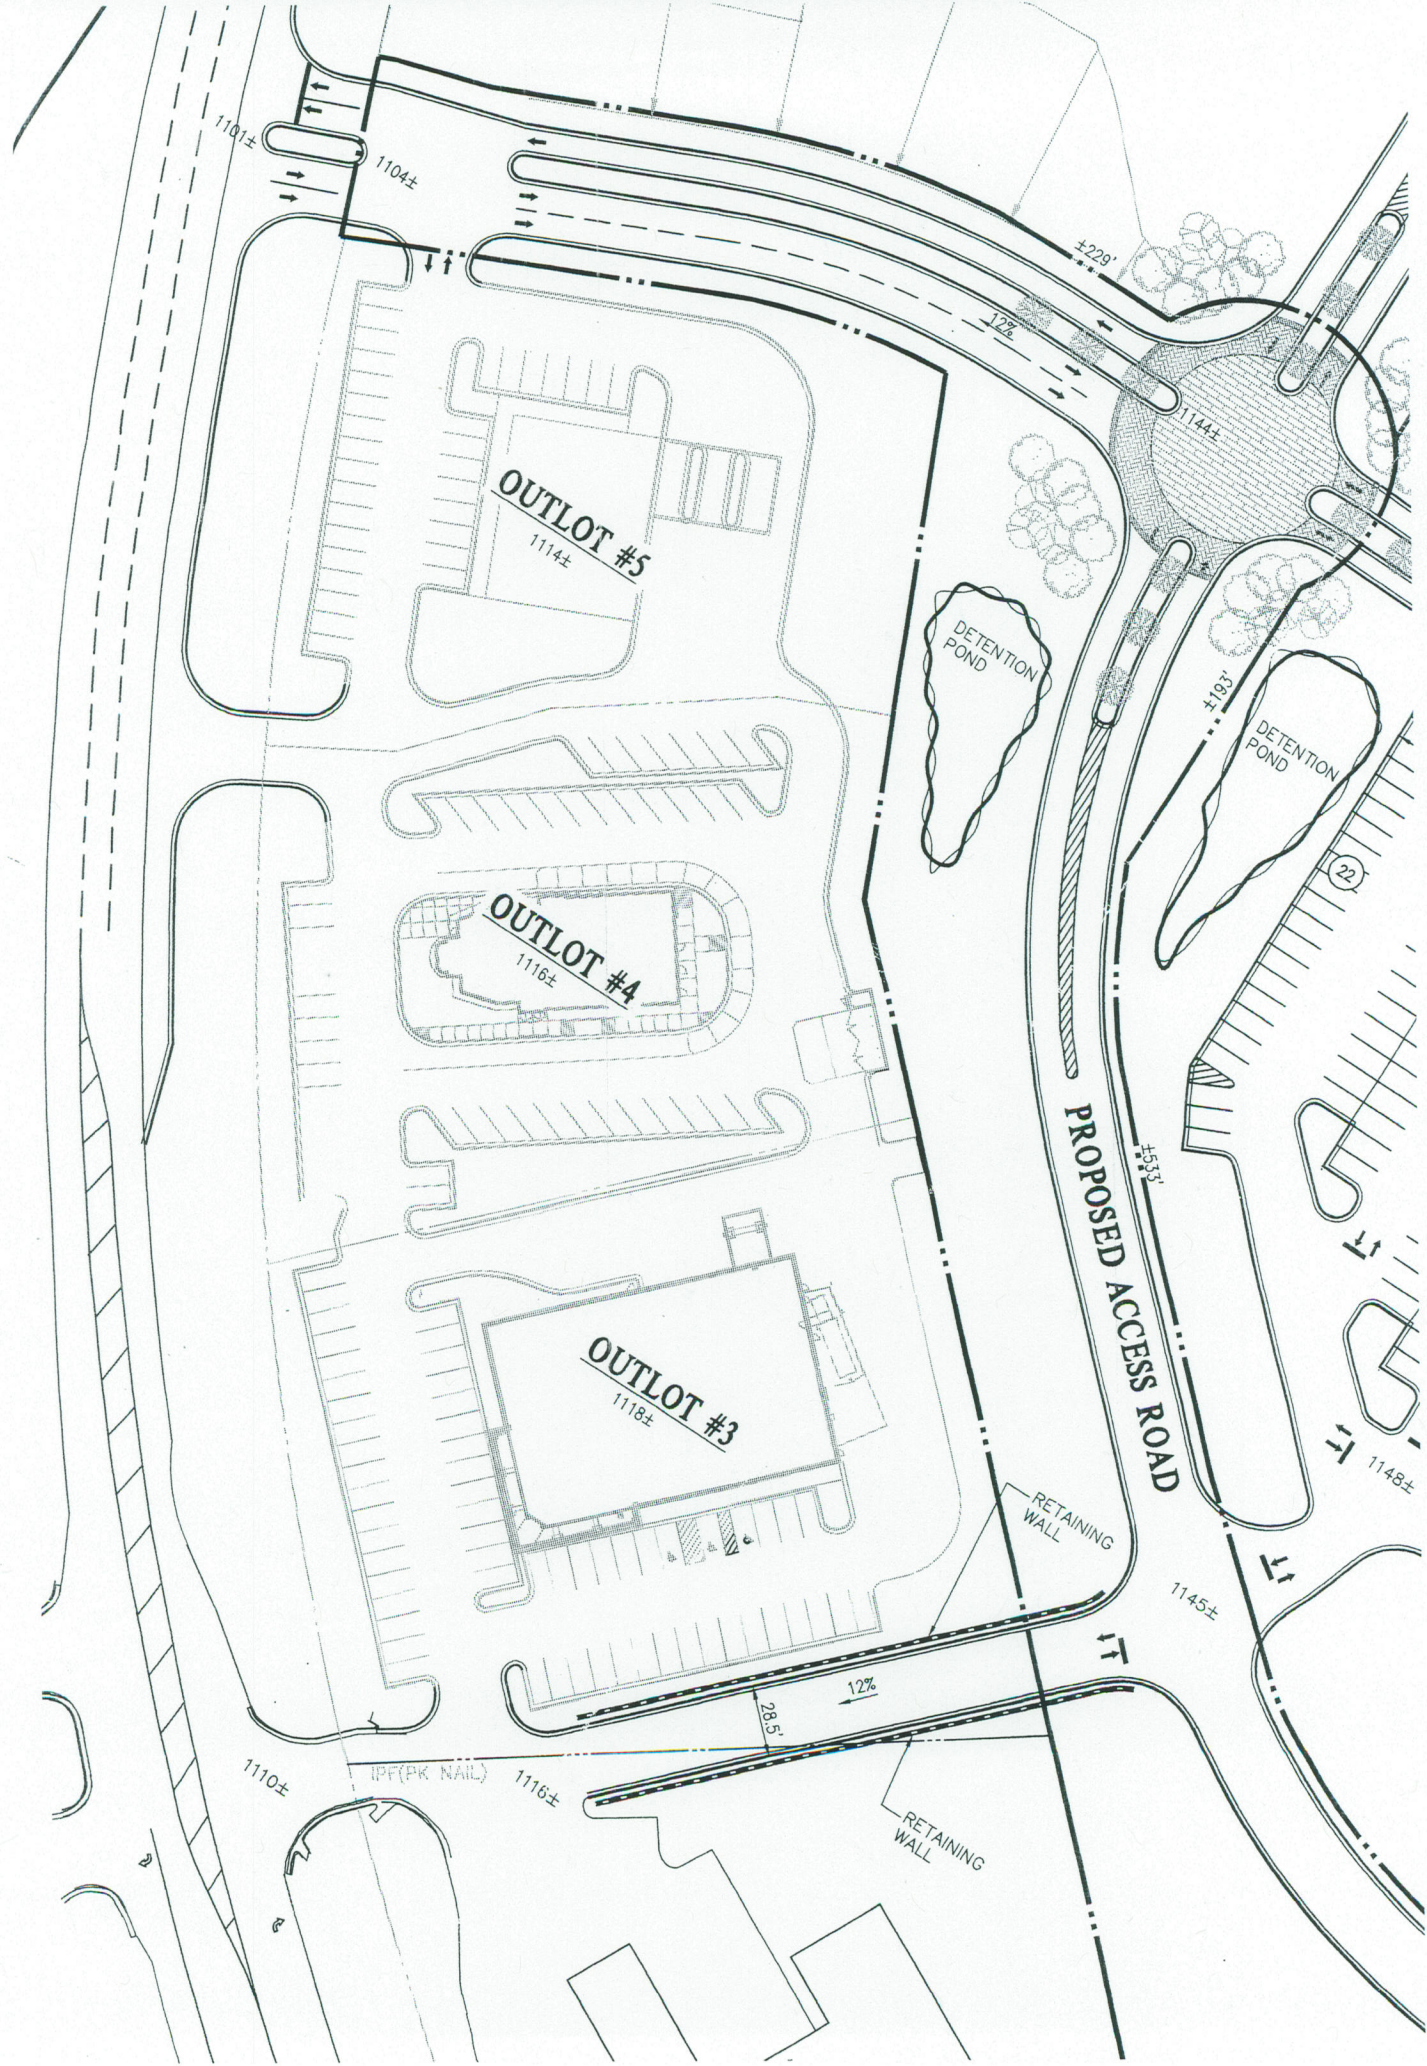 1101±
1104±
±229'
12%
1144±
OUTLOT #5
1114±
DETENTION
POND
±193'
DETENTION
POND
22
OUTLOT #4
1116±
PROPOSED ACCESS ROAD
±533'
OUTLOT #3
1118±
1148±
RETAINING
WALL
1145±
12%
28.5'
IPF(PK NAIL)
1110±
1116±
RETAINING
WALL